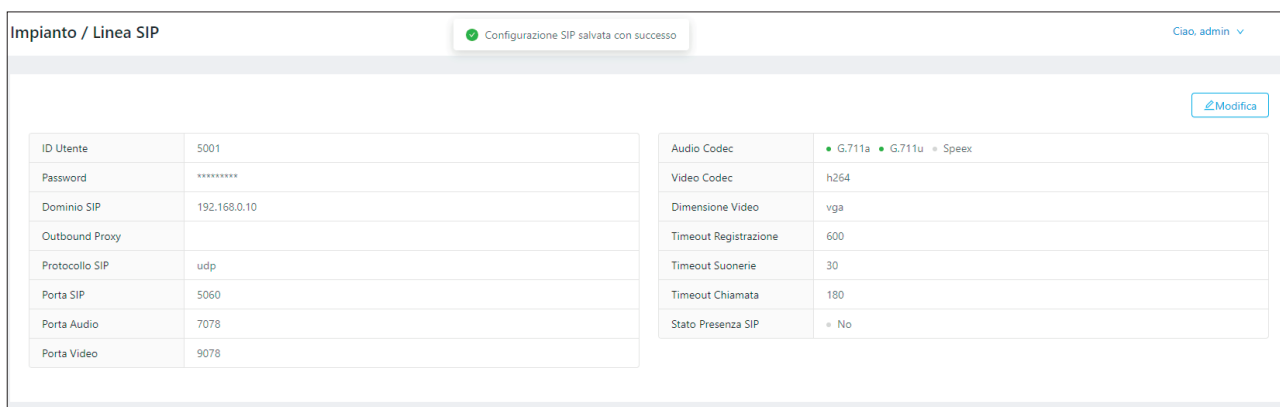 Impianto / Linea SIP
Configurazione SIP salvata con successo
Ciao, admin
Modifica
ID Utente 5001
Password *********
Dominio SIP 192.168.0.10
Outbound Proxy
Protocollo SIP udp
Porta SIP 5060
Porta Audio 7078
Porta Video 9078
Audio Codec G.711a G.711u Speex
Video Codec h264
Dimensione Video vga
Timeout Registrazione 600
Timeout Suonerie 30
Timeout Chiamata 180
Stato Presenza SIP No